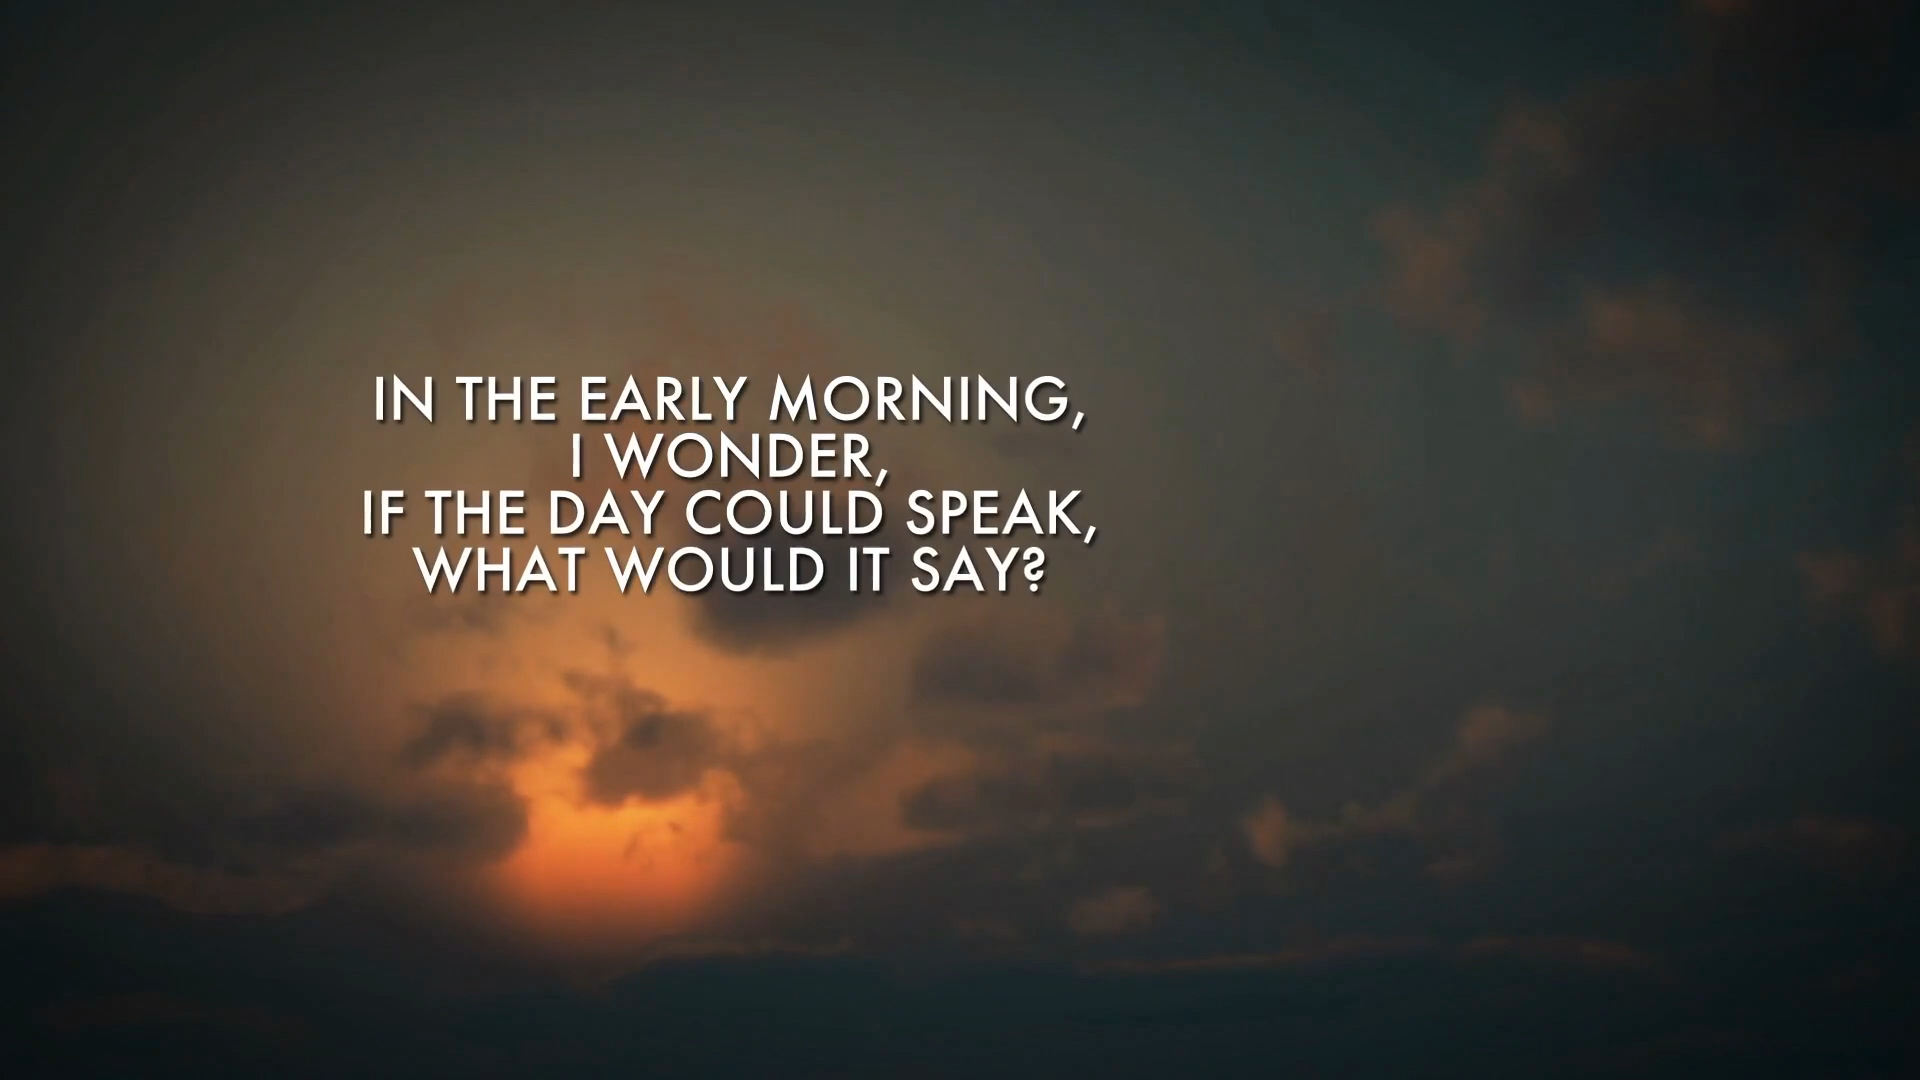 IN THE EARLY MORNING,
I WONDER,
IF THE DAY COULD SPEAK,
WHAT WOULD IT SAY?